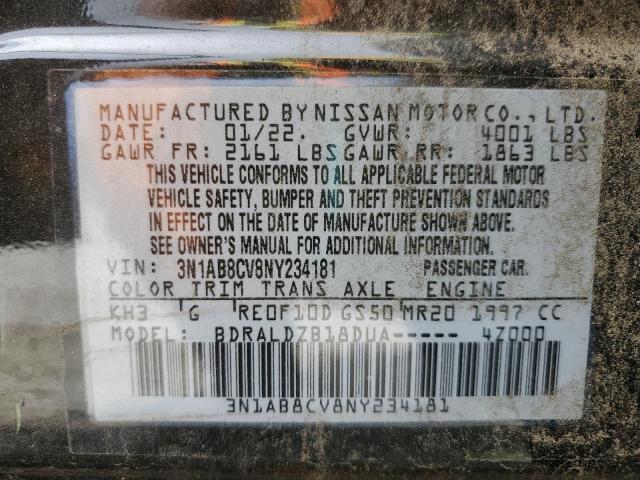 MANUFACTURED BY NISSAN MOTOR CO., LTD.
DATE: 01/22. GVWR: 4001 LBS
GAWR FR: 2161 LBS GAWR RR: 1863 LBS
THIS VEHICLE CONFORMS TO ALL APPLICABLE FEDERAL MOTOR
VEHICLE SAFETY, BUMPER AND THEFT PREVENTION STANDARDS
IN EFFECT ON THE DATE OF MANUFACTURE SHOWN ABOVE.
SEE OWNER'S MANUAL FOR ADDITIONAL INFORMATION.
VIN: 3N1AB8CV8NY234181 PASSENGER CAR.
COLOR TRIM TRANS AXLE ENGINE
KH3 G RE0F10D GS50 MR20 1997 CC
MODEL: BDRALDZB18DUA----- 4Z000
3N1AB8CV8NY234181